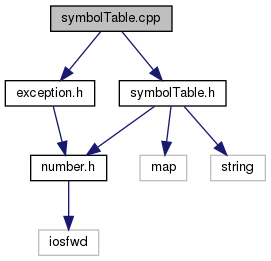 symbolTable.cpp
exception.h
symbolTable.h
number.h
map
string
iosfwd